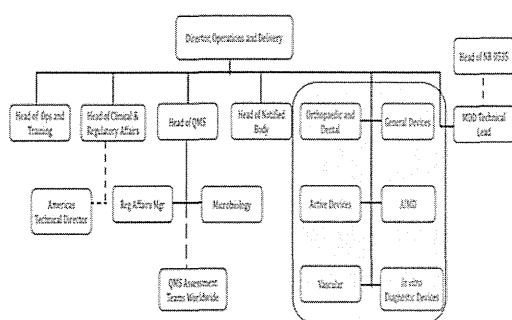 Director, Operations and Delivery
Head of NB 0535
Head of Ops and
Training
Head of Clinical &
Regulatory Affairs
Head of QMS
Head of Notified
Body
Orthopaedic and
Dental
General Devices
MDD Technical
Lead
Americas
Technical Director
Reg Affairs Mgr
Microbiology
Active Devices
AIMD
QMS Assessment
Teams Worldwide
Vascular
In vitro
Diagnostic Devices